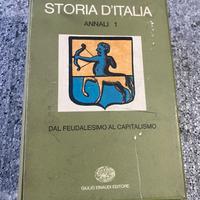 STORIA D'ITALIA
ANNALI 1
DAL FEUDALESIMO AL CAPITALISMO
GIULIO EINAUDI EDITORE